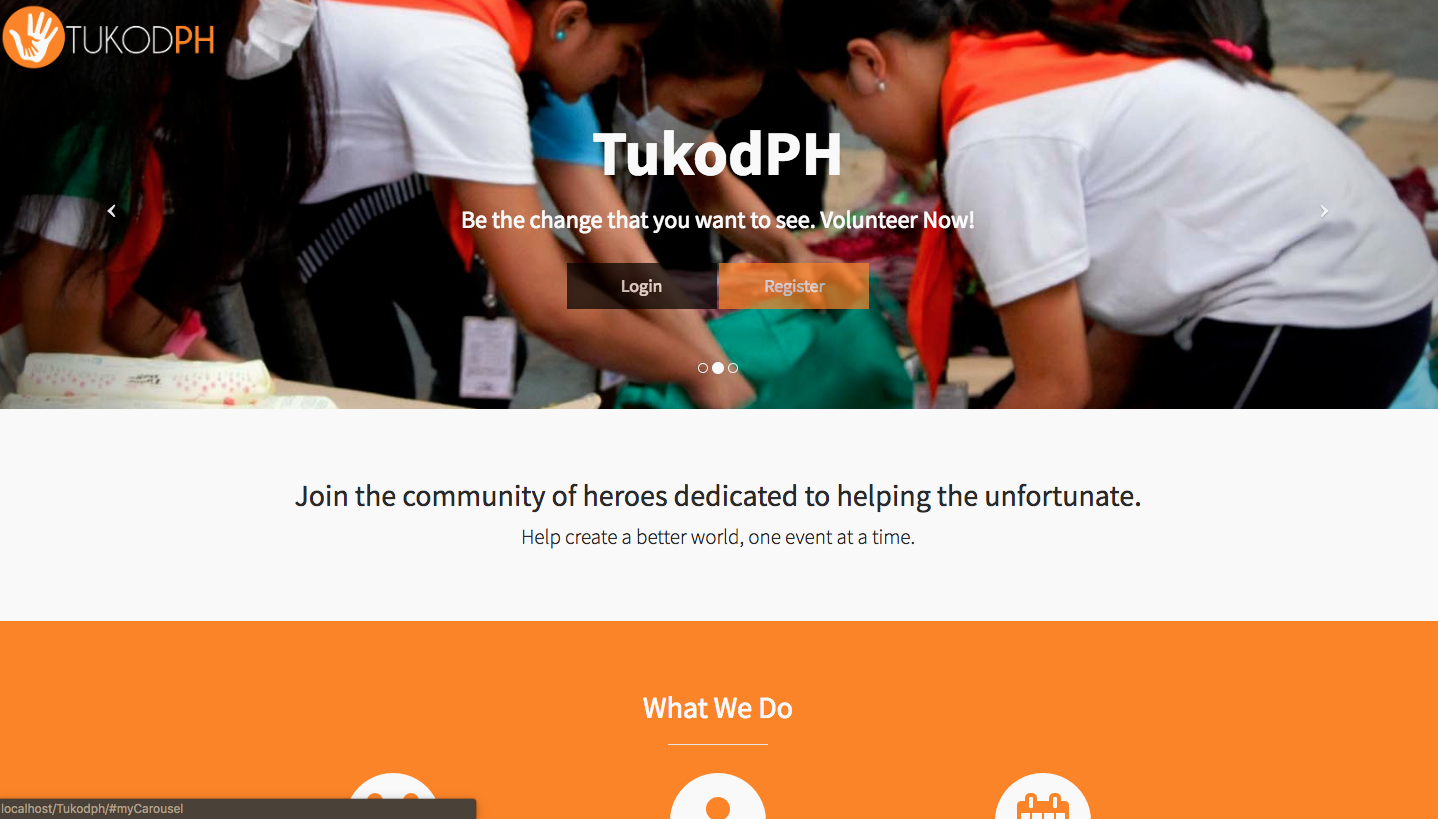 TUKODPH
TukodPH
Be the change that you want to see. Volunteer Now!
Login
Register
Join the community of heroes dedicated to helping the unfortunate.
Help create a better world, one event at a time.
What We Do
localhost/Tukodph/#myCarousel